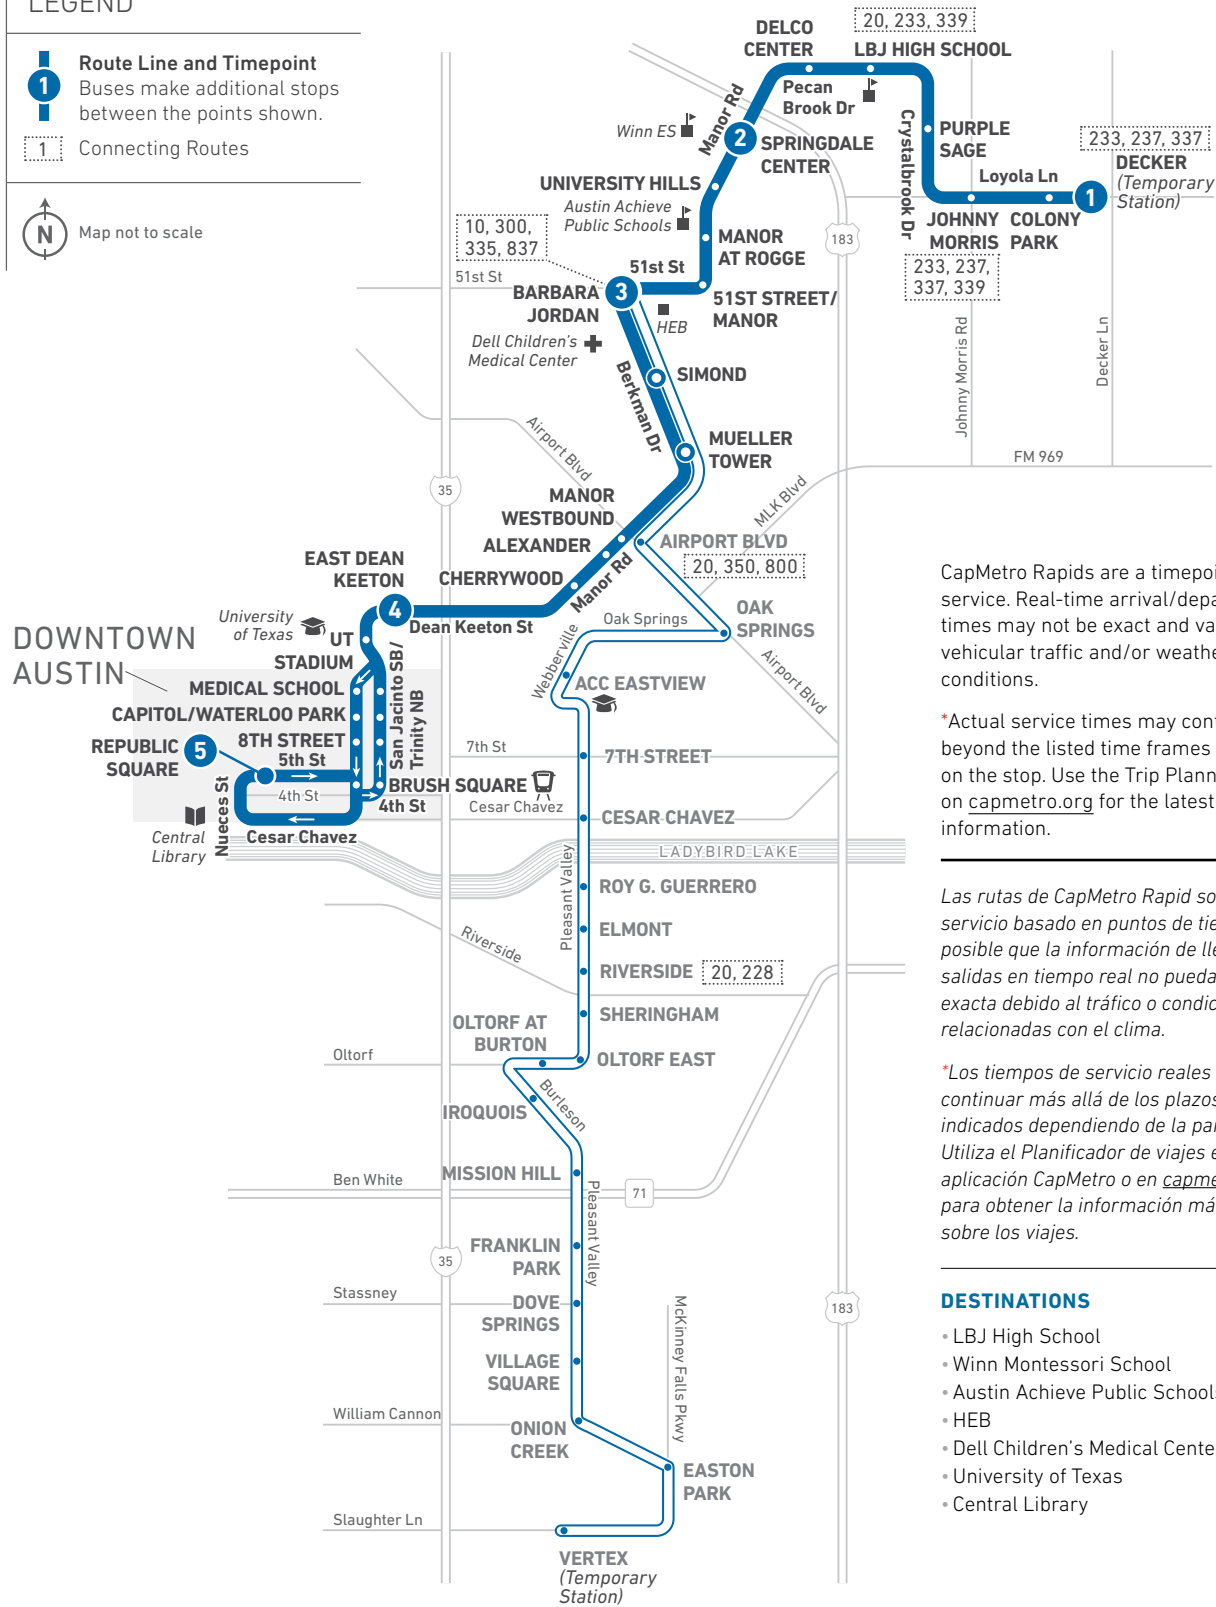 LEGEND
Route Line and Timepoint
1
Buses make additional stops
between the points shown.
1
Connecting Routes
N
Map not to scale
20, 233, 339
DELCO
CENTER
LBJ HIGH SCHOOL
Pecan
Brook Dr
Manor Rd
Winn ES
2
SPRINGDALE
CENTER
Crystalbrook Dr
PURPLE
SAGE
233, 237, 337
DECKER
(Temporary
Station)
Loyola Ln
1
UNIVERSITY HILLS
Austin Achieve
Public Schools
JOHNNY
MORRIS
COLONY
PARK
183
10, 300,
335, 837
MANOR
AT ROGGE
233, 237,
337, 339
51st St
51st St
BARBARA
JORDAN
3
51ST STREET/
MANOR
HEB
Dell Children's
Medical Center
Johnny Morris Rd
Decker Ln
SIMOND
Berkman Dr
Airport Blvd
MUELLER
TOWER
FM 969
35
MLK Blvd
MANOR
WESTBOUND
ALEXANDER
AIRPORT BLVD
20, 350, 800
EAST DEAN
KEETON
CHERRYWOOD
Manor Rd
4
Dean Keeton St
OAK
SPRINGS
Oak Springs
Webberville
Airport Blvd
University
of Texas
DOWNTOWN
AUSTIN
UT
STADIUM
San Jacinto SB/
Trinity NB
MEDICAL SCHOOL
ACC EASTVIEW
CAPITOL/WATERLOO PARK
8TH STREET
REPUBLIC
SQUARE
5
5th St
7th St
7TH STREET
Nueces St
4th St
4th St
BRUSH SQUARE
Cesar Chavez
CESAR CHAVEZ
Central
Library
Cesar Chavez
LADYBIRD LAKE
Pleasant Valley
ROY G. GUERRERO
Riverside
ELMONT
RIVERSIDE
20, 228
SHERINGHAM
OLTORF AT
BURTON
Oltorf
OLTORF EAST
Burleson
IROQUOIS
MISSION HILL
Ben White
71
Pleasant Valley
FRANKLIN
PARK
35
Stassney
DOVE
SPRINGS
McKinney Falls Pkwy
183
VILLAGE
SQUARE
William Cannon
ONION
CREEK
EASTON
PARK
Slaughter Ln
VERTEX
(Temporary
Station)
CapMetro Rapids are a timepoi
service. Real-time arrival/depa
times may not be exact and va
vehicular traffic and/or weathe
conditions.
*Actual service times may cont
beyond the listed time frames
on the stop. Use the Trip Plann
on capmetro.org for the latest
information.
Las rutas de CapMetro Rapid so
servicio basado en puntos de tie
posible que la información de lle
salidas en tiempo real no pueda
exacta debido al tráfico o condic
relacionadas con el clima.
*Los tiempos de servicio reales
continuar más allá de los plazos
indicados dependiendo de la par
Utiliza el Planificador de viajes e
aplicación CapMetro o en capme
para obtener la información má
sobre los viajes.
DESTINATIONS
• LBJ High School
• Winn Montessori School
• Austin Achieve Public Schools
• HEB
• Dell Children's Medical Cente
• University of Texas
• Central Library